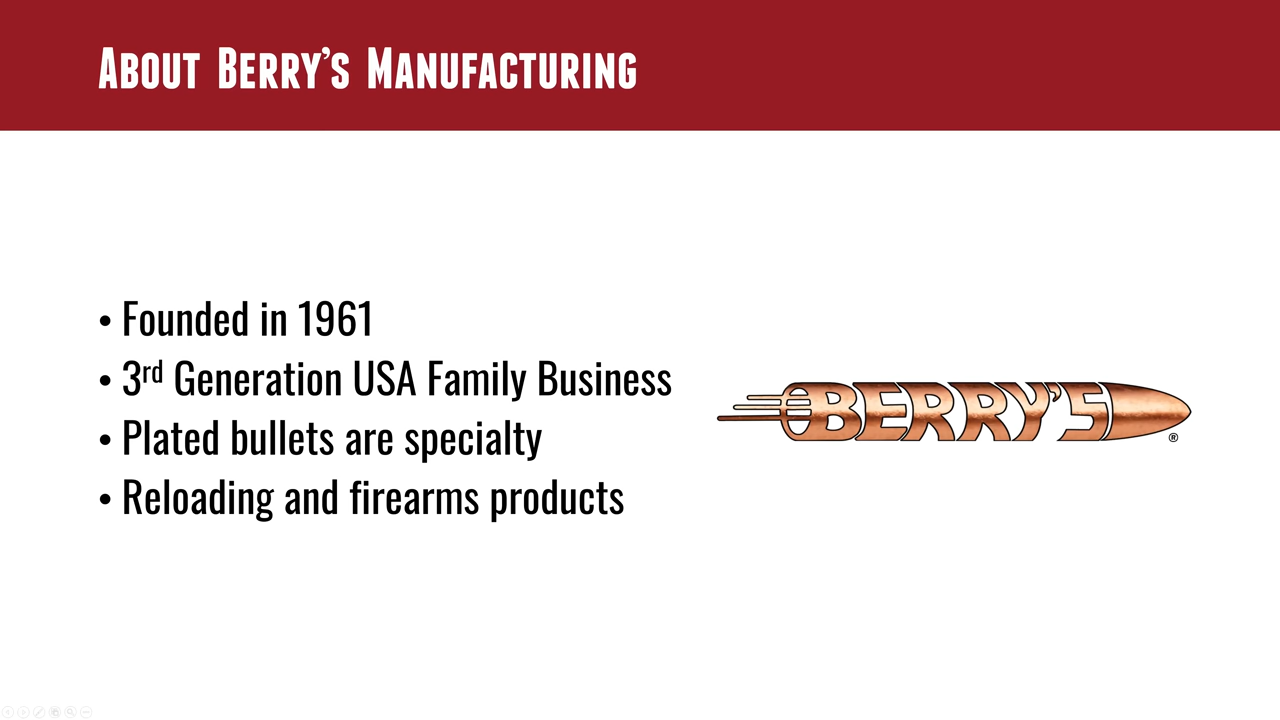 About Berry's Manufacturing
• Founded in 1961
• 3rd Generation USA Family Business
• Plated bullets are specialty
• Reloading and firearms products
BERRY'S
®